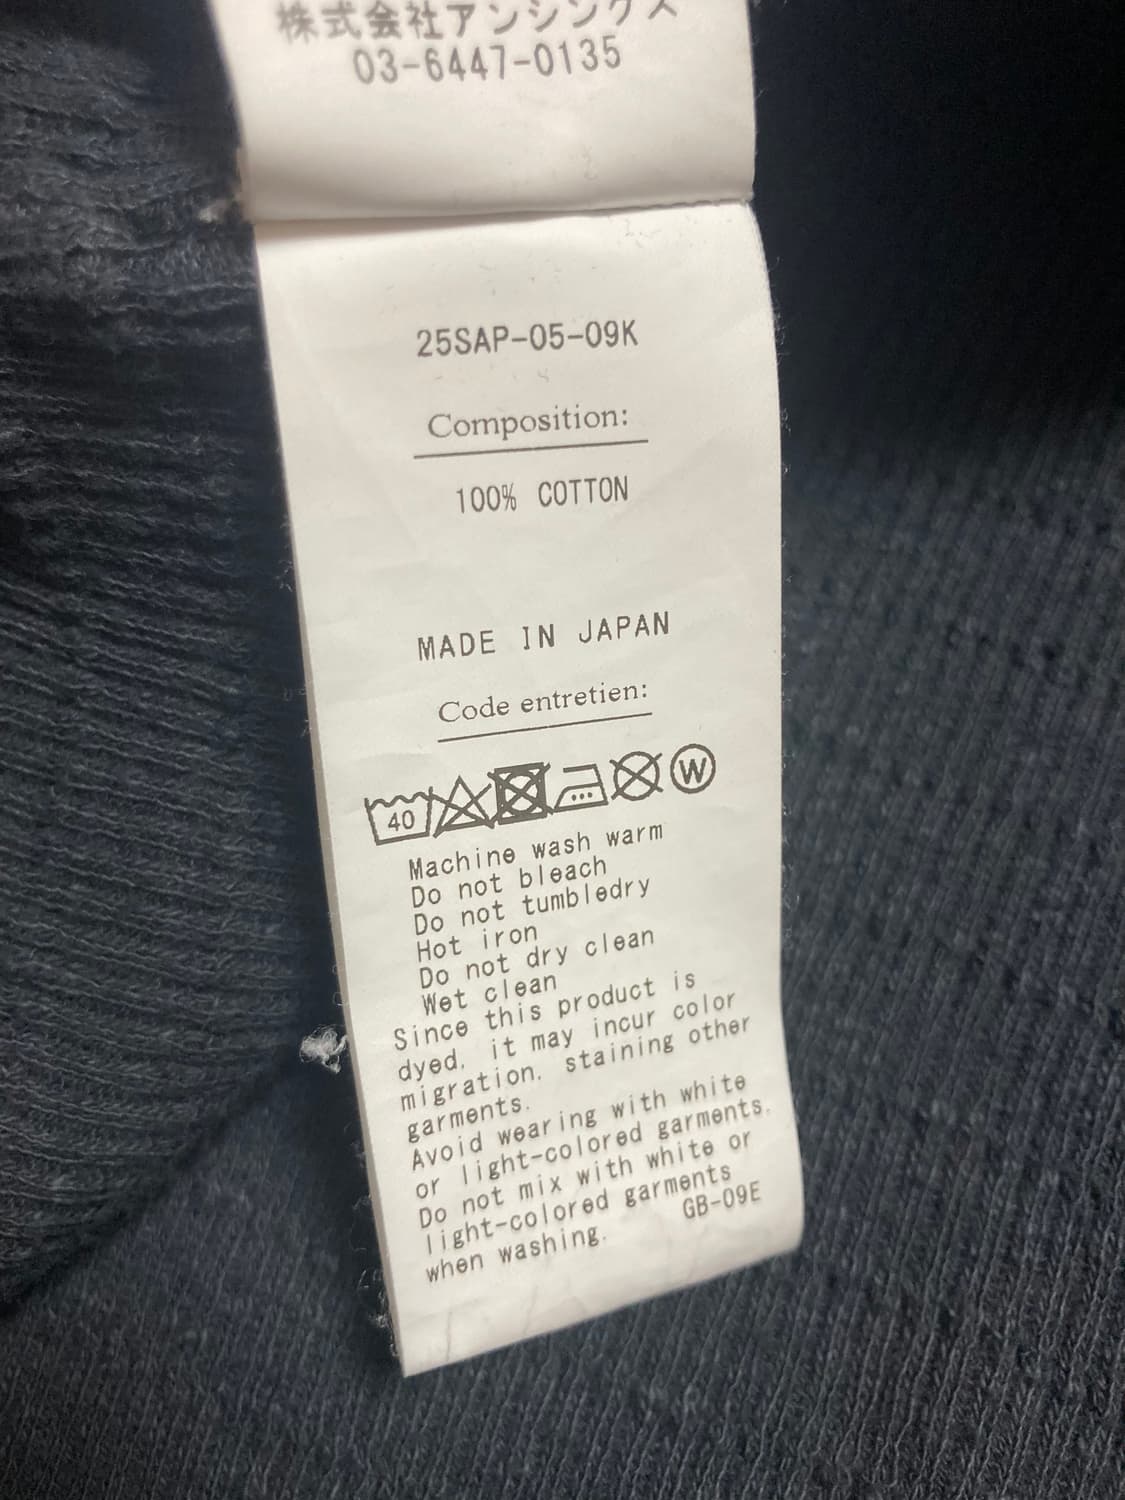 株式会社アンシングス
03-6447-0135
25SAP-05-09K
Composition:
100% COTTON
MADE IN JAPAN
Code entretien:
40 W
Machine wash warm
Do not bleach
Do not tumbledry
Hot iron
Do not dry clean
Wet clean
Since this product is
dyed, it may incur color
migration, staining other
garments.
Avoid wearing with white
or light-colored garments.
Do not mix with white or
light-colored garments
when washing.
GB-09E